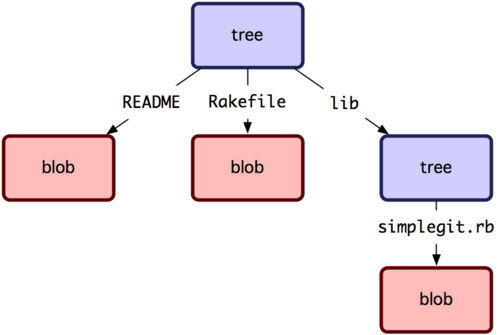 tree
README
Rakefile
lib
blob
blob
tree
simplegit.rb
blob